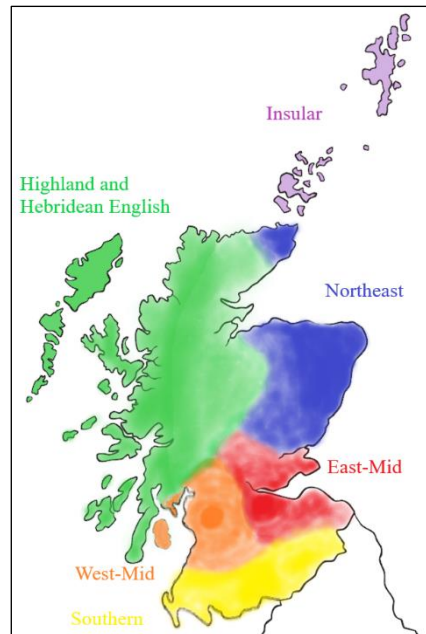 Insular
Highland and
Hebridean English
Northeast
East-Mid
West-Mid
Southern